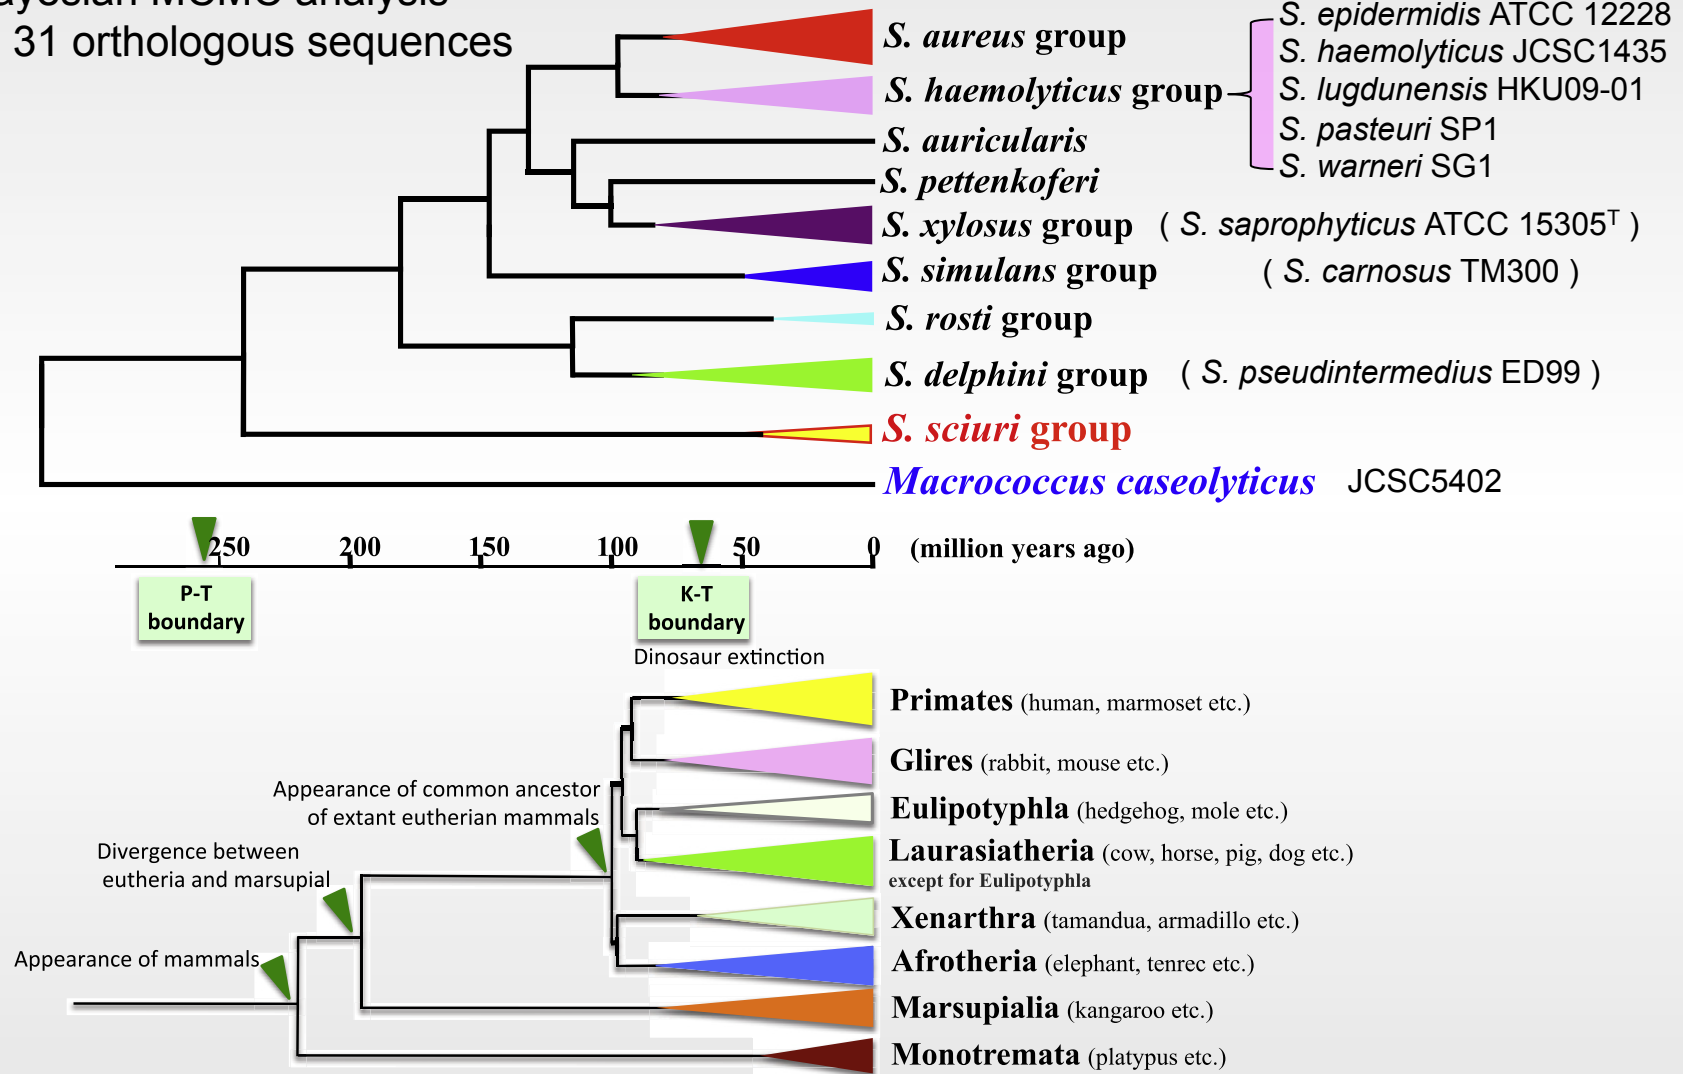 31 orthologous sequences
S. aureus group
S. haemolyticus group
S. epidermidis ATCC 12228
S. haemolyticus JCSC1435
S. lugdunensis HKU09-01
S. pasteuri SP1
S. warneri SG1
S. auricularis
S. pettenkoferi
S. xylosus group ( S. saprophyticus ATCC 15305ᵀ )
S. simulans group ( S. carnosus TM300 )
S. rosti group
S. delphini group ( S. pseudintermedius ED99 )
S. sciuri group
Macrococcus caseolyticus JCSC5402
250 200 150 100 50 0 (million years ago)
P-T
boundary
K-T
boundary
Dinosaur extinction
Primates (human, marmoset etc.)
Glires (rabbit, mouse etc.)
Appearance of common ancestor
of extant eutherian mammals
Eulipotyphla (hedgehog, mole etc.)
Divergence between
eutheria and marsupial
Laurasiatheria (cow, horse, pig, dog etc.)
except for Eulipotyphla
Xenarthra (tamandua, armadillo etc.)
Appearance of mammals
Afrotheria (elephant, tenrec etc.)
Marsupialia (kangaroo etc.)
Monotremata (platypus etc.)